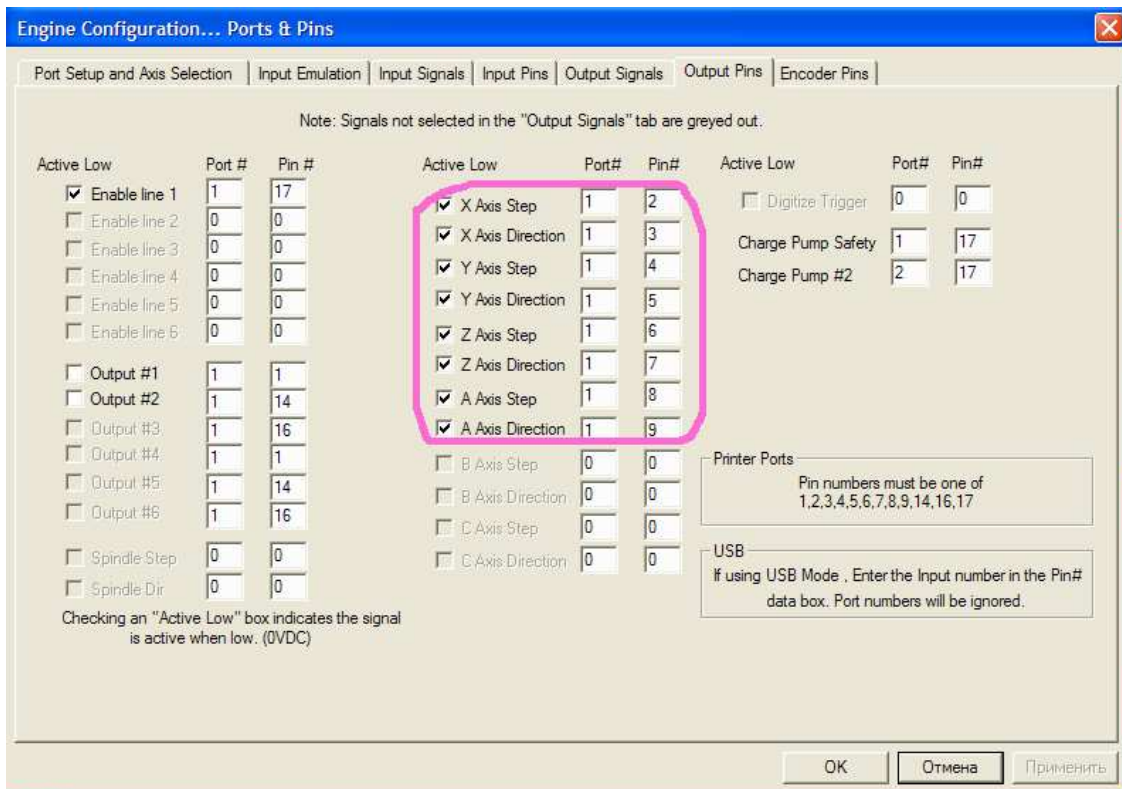 Engine Configuration... Ports & Pins
Port Setup and Axis Selection Input Emulation Input Signals Input Pins Output Signals Output Pins Encoder Pins
Note: Signals not selected in the "Output Signals" tab are greyed out.
Active Low Port # Pin #
Enable line 1 1 17
Enable line 2 0 0
Enable line 3 0 0
Enable line 4 0 0
Enable line 5 0 0
Enable line 6 0 0
Output #1 1 1
Output #2 1 14
Output #3 1 16
Output #4 1 1
Output #5 1 14
Output #6 1 16
Spindle Step 0 0
Spindle Dir 0 0
Checking an "Active Low" box indicates the signal
is active when low. (0VDC)
Active Low Port# Pin#
X Axis Step 1 2
X Axis Direction 1 3
Y Axis Step 1 4
Y Axis Direction 1 5
Z Axis Step 1 6
Z Axis Direction 1 7
A Axis Step 1 8
A Axis Direction 1 9
B Axis Step 0 0
B Axis Direction 0 0
C Axis Step 0 0
C Axis Direction 0 0
Active Low Port# Pin#
Digitize Trigger 0 0
Charge Pump Safety 1 17
Charge Pump #2 2 17
Printer Ports
Pin numbers must be one of
1,2,3,4,5,6,7,8,9,14,16,17
USB
If using USB Mode , Enter the Input number in the Pin#
data box. Port numbers will be ignored.
OK Отмена Применить